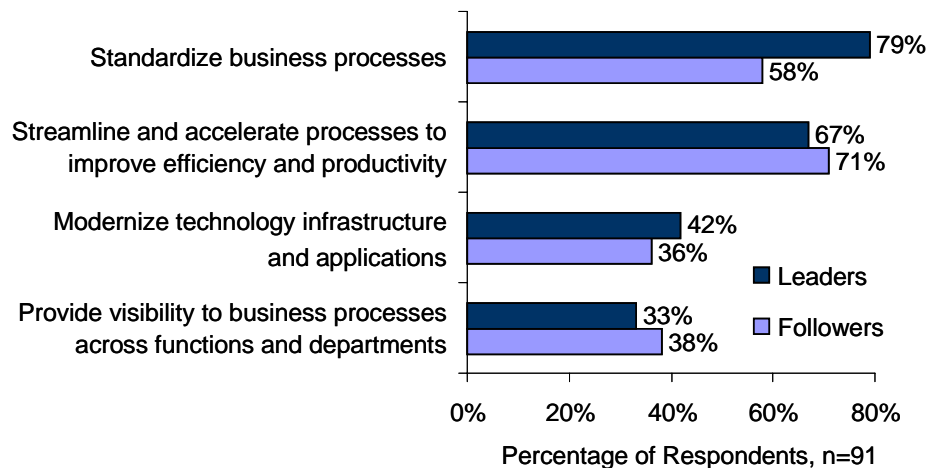 Standardize business processes
79%
58%
Streamline and accelerate processes to
improve efficiency and productivity
67%
71%
Modernize technology infrastructure
and applications
42%
36%
Leaders
Provide visibility to business processes
across functions and departments
33%
38%
Followers
0% 20% 40% 60% 80%
Percentage of Respondents, n=91